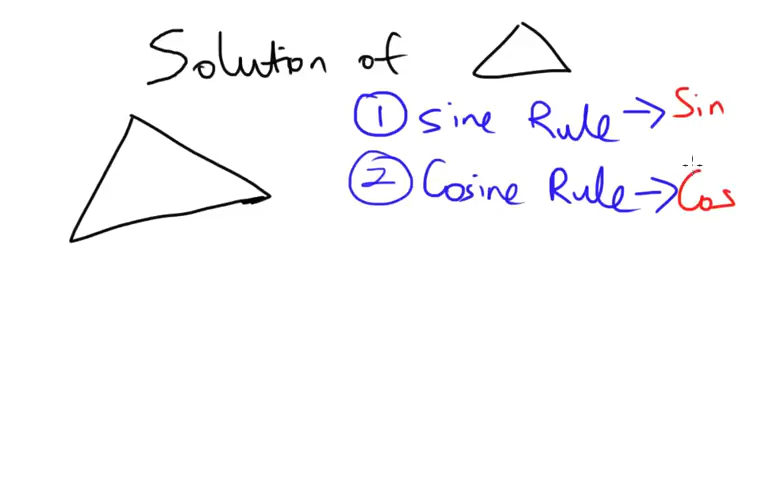 Solution of
① Sine Rule → Sin
② Cosine Rule → Cos